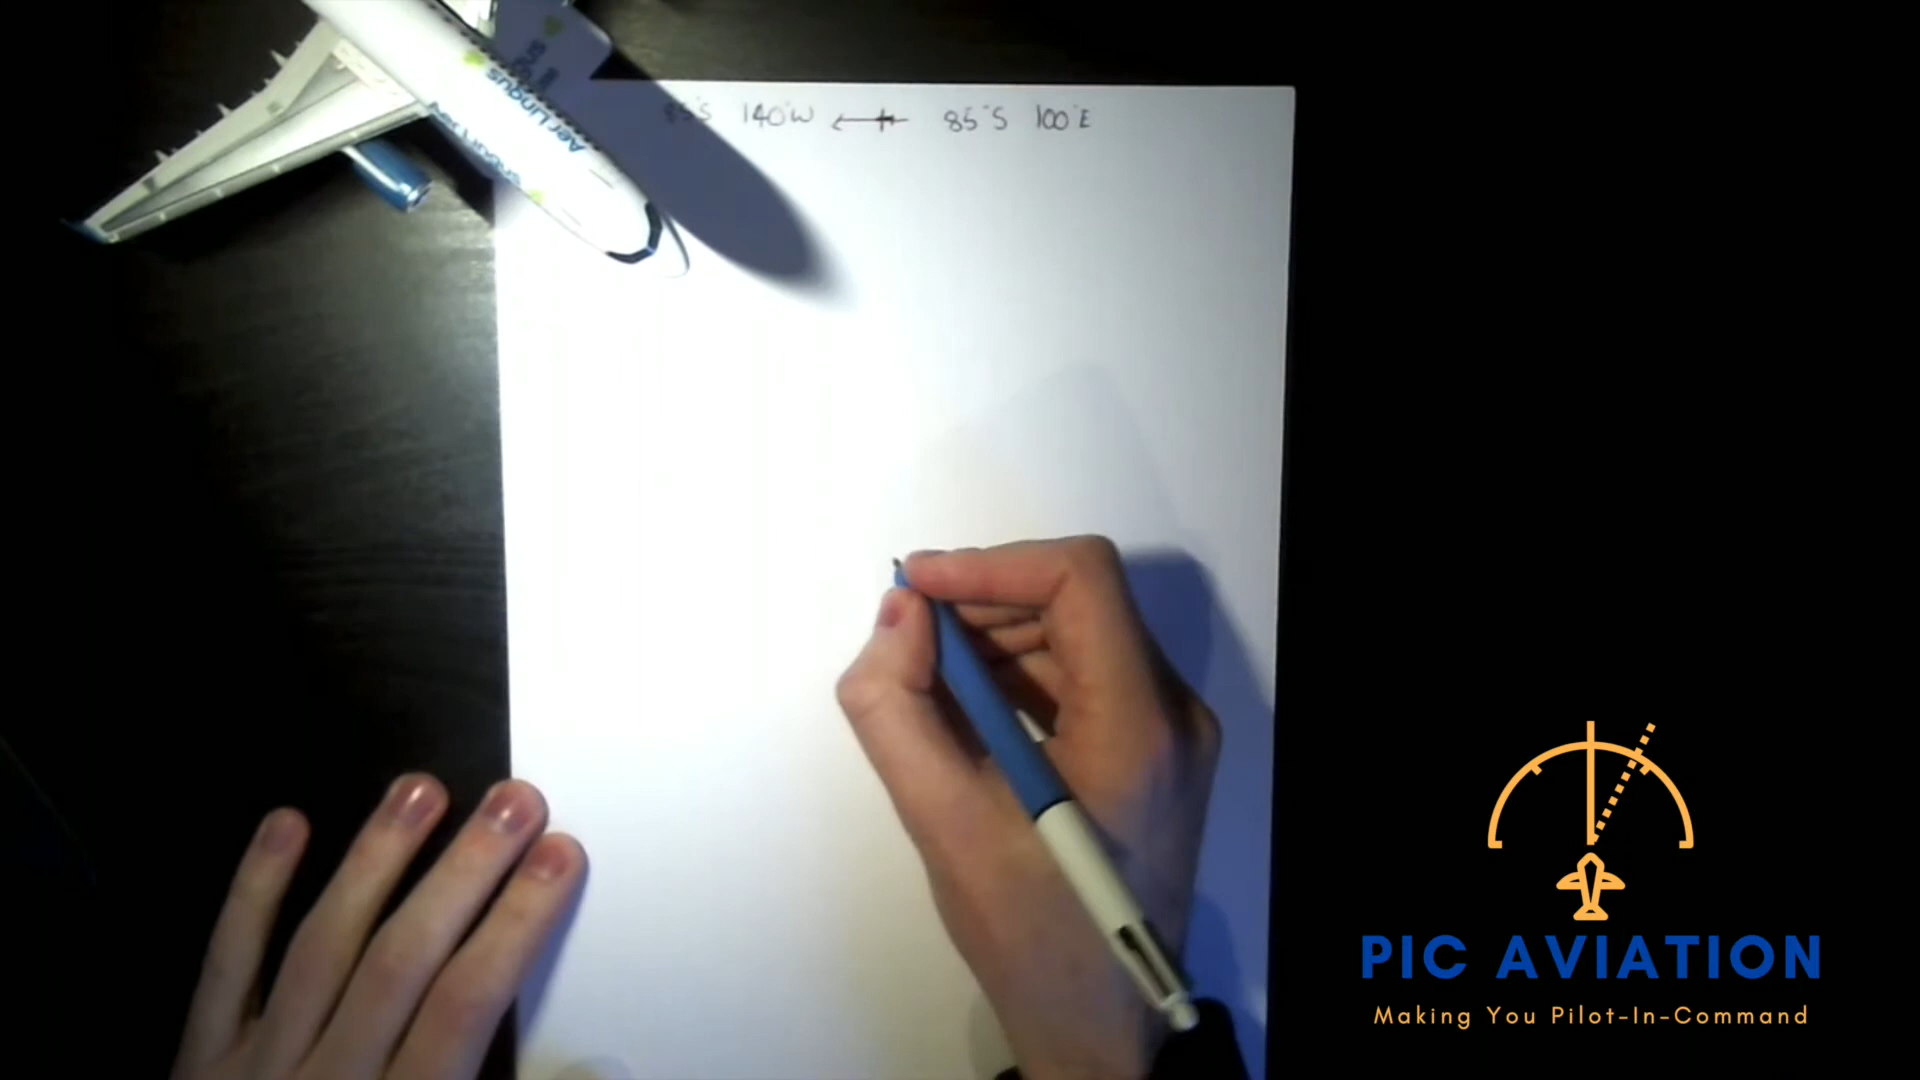 85°S 140°W 85°S 100°E
Aer Lingus
PIC AVIATION
Making You Pilot-In-Command